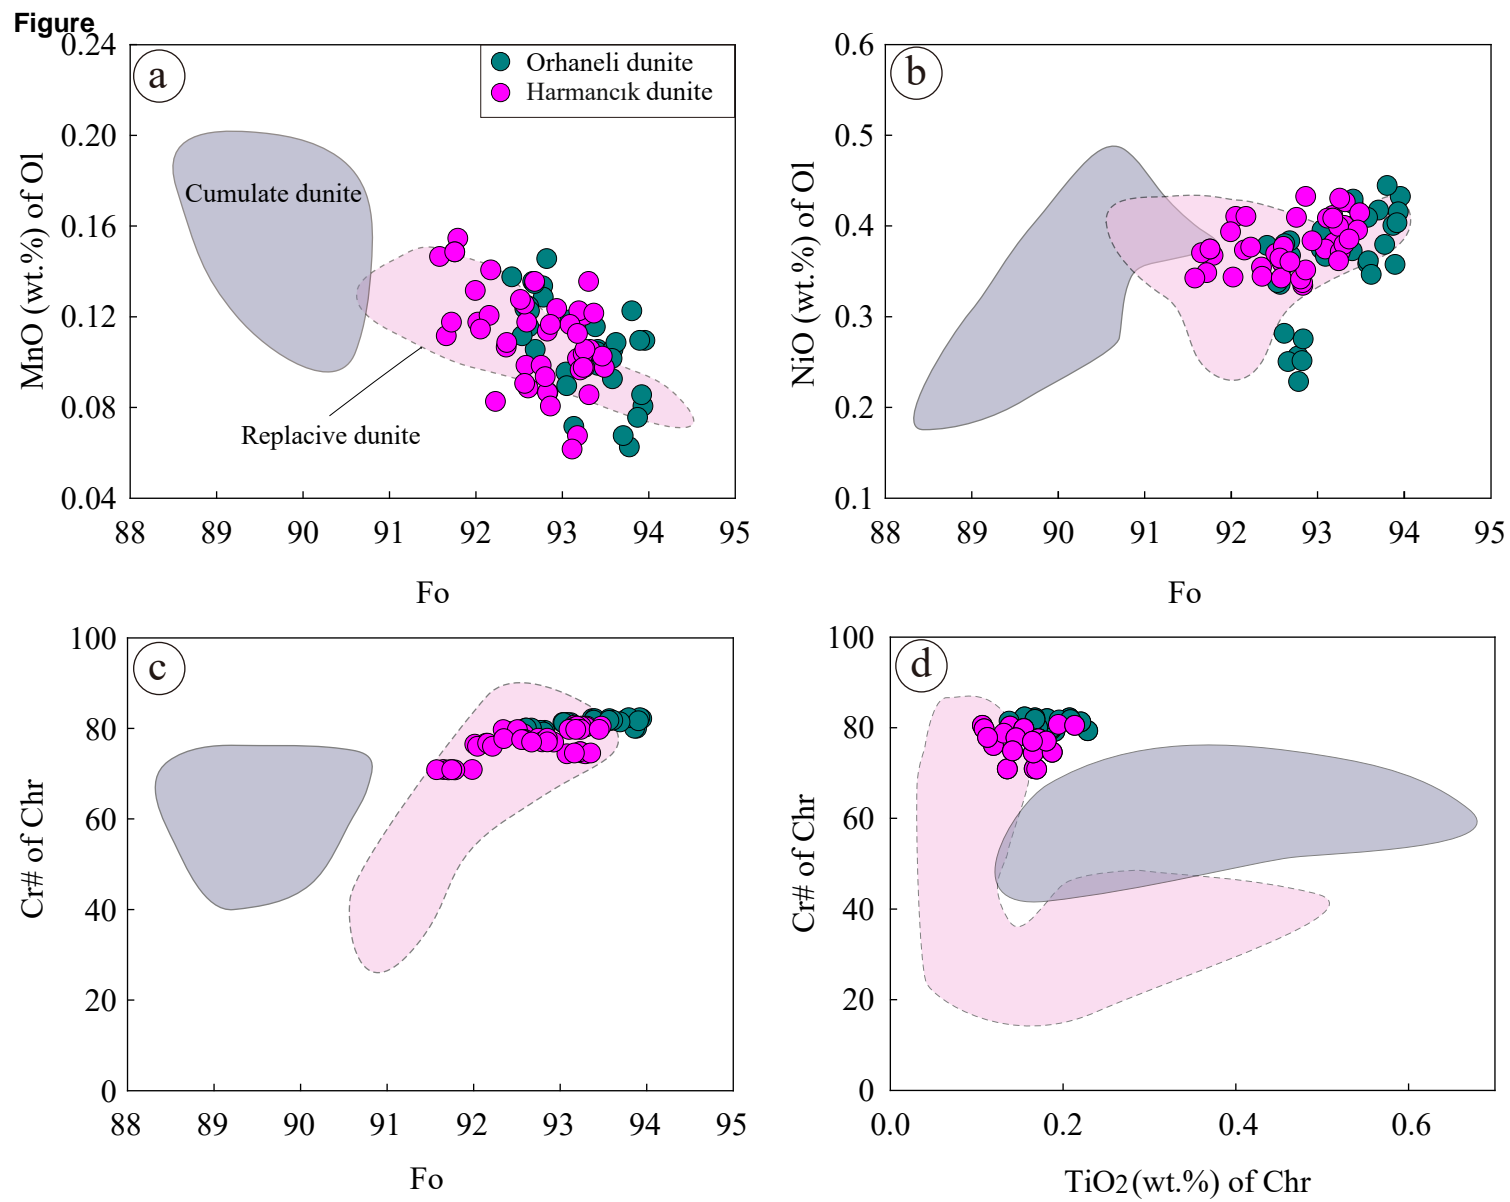 Figure
a
Orhaneli dunite
Harmancık dunite
Cumulate dunite
Replacive dunite
MnO (wt.%) of Ol
0.24
0.20
0.16
0.12
0.08
0.04
88 89 90 91 92 93 94 95
Fo
b
NiO (wt.%) of Ol
0.6
0.5
0.4
0.3
0.2
0.1
88 89 90 91 92 93 94 95
Fo
c
Cr# of Chr
100
80
60
40
20
0
88 89 90 91 92 93 94 95
Fo
d
Cr# of Chr
100
80
60
40
20
0
0.0 0.2 0.4 0.6
TiO2 (wt.%) of Chr